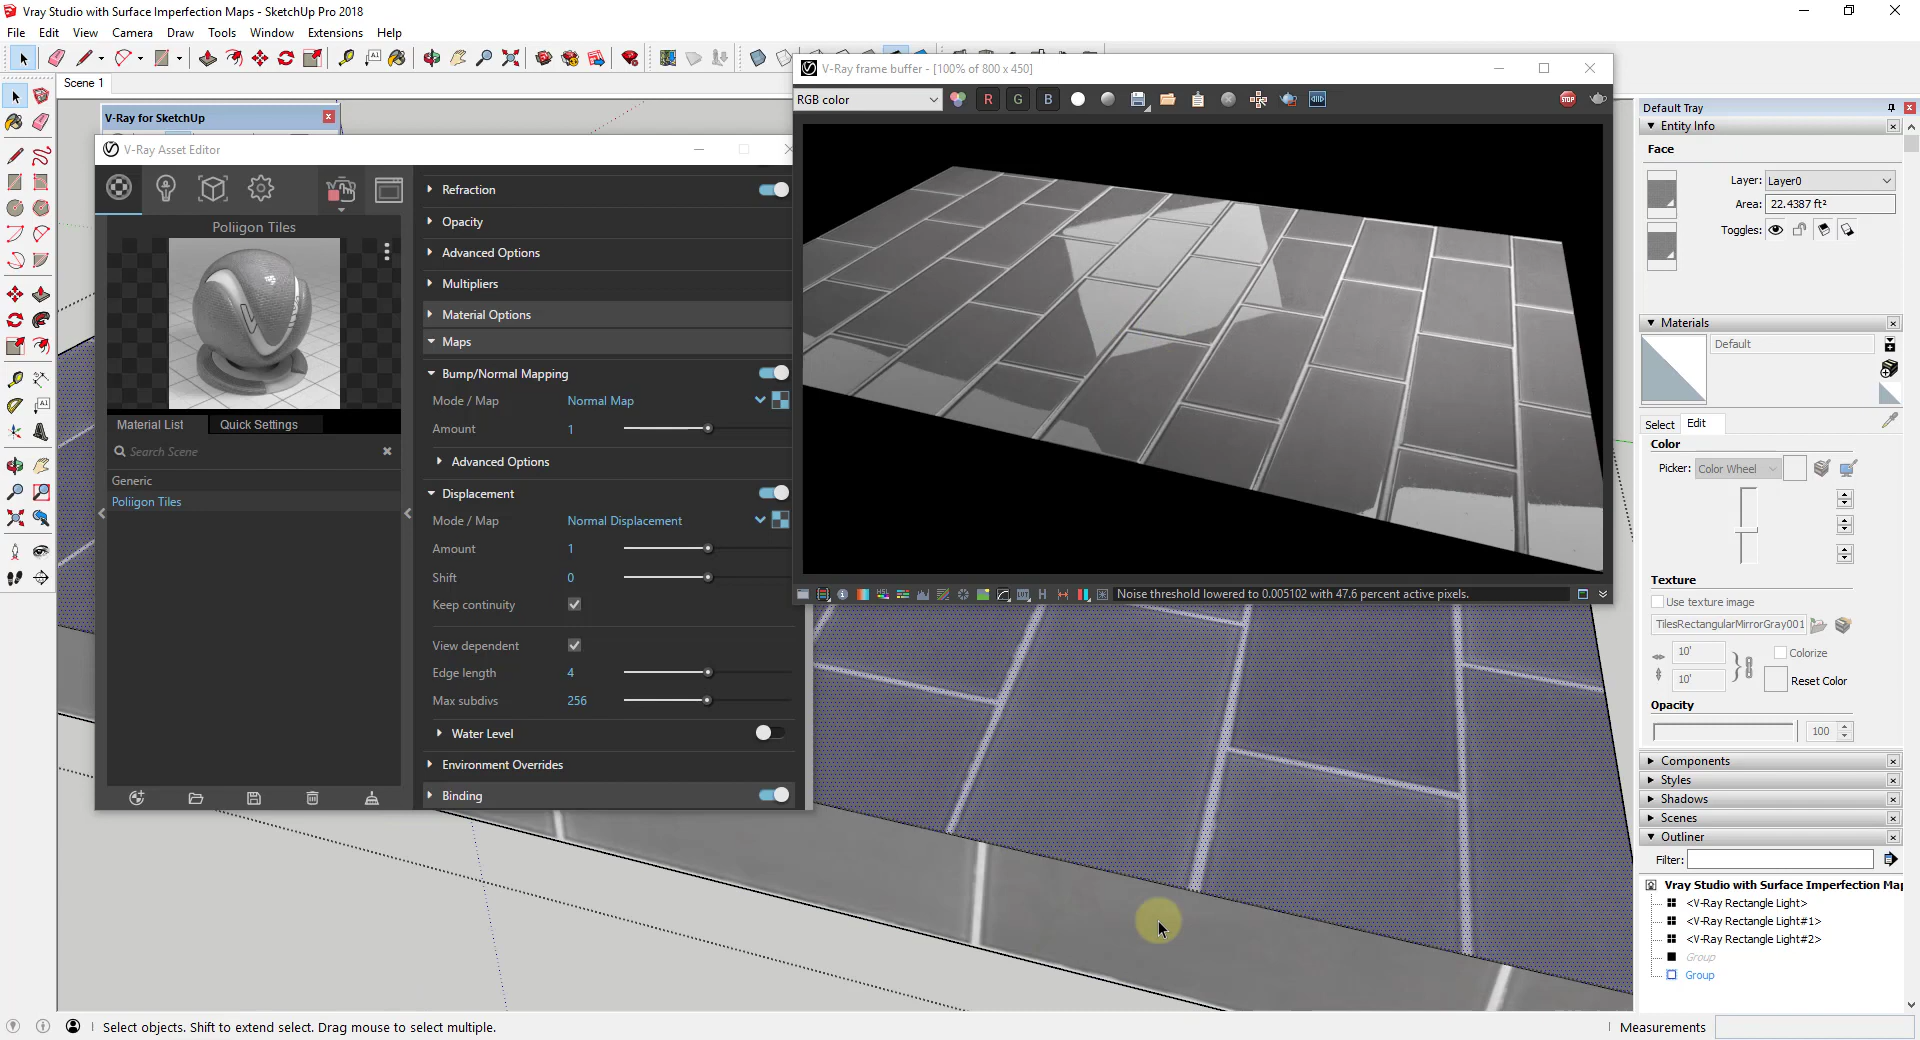 Vray Studio with Surface Imperfection Maps - SketchUp Pro 2018
File Edit View Camera Draw Tools Window Extensions Help
Scene 1
V-Ray for SketchUp
V-Ray Asset Editor
Poliigon Tiles
Material List
Quick Settings
Search Scene
Generic
Poliigon Tiles
Refraction
Opacity
Advanced Options
Multipliers
Material Options
Maps
Bump/Normal Mapping
Mode / Map Normal Map
Amount 1
Advanced Options
Displacement
Mode / Map Normal Displacement
Amount 1
Shift 0
Keep continuity
View dependent
Edge length 4
Max subdivs 256
Water Level
Environment Overrides
Binding
V-Ray frame buffer - [100% of 800 x 450]
RGB color
R G B
STOP
HSL
H
Noise threshold lowered to 0.005102 with 47.6 percent active pixels.
Default Tray
Entity Info
Face
Layer: Layer0
Area: 22.4387 ft²
Toggles:
Materials
Default
Select Edit
Color
Picker: Color Wheel
Texture
Use texture image
TilesRectangularMirrorGray001
10'
Colorize
10'
Reset Color
Opacity
100
Components
Styles
Shadows
Scenes
Outliner
Filter:
Vray Studio with Surface Imperfection Map
<V-Ray Rectangle Light>
<V-Ray Rectangle Light#1>
<V-Ray Rectangle Light#2>
Group
Group
Select objects. Shift to extend select. Drag mouse to select multiple.
Measurements